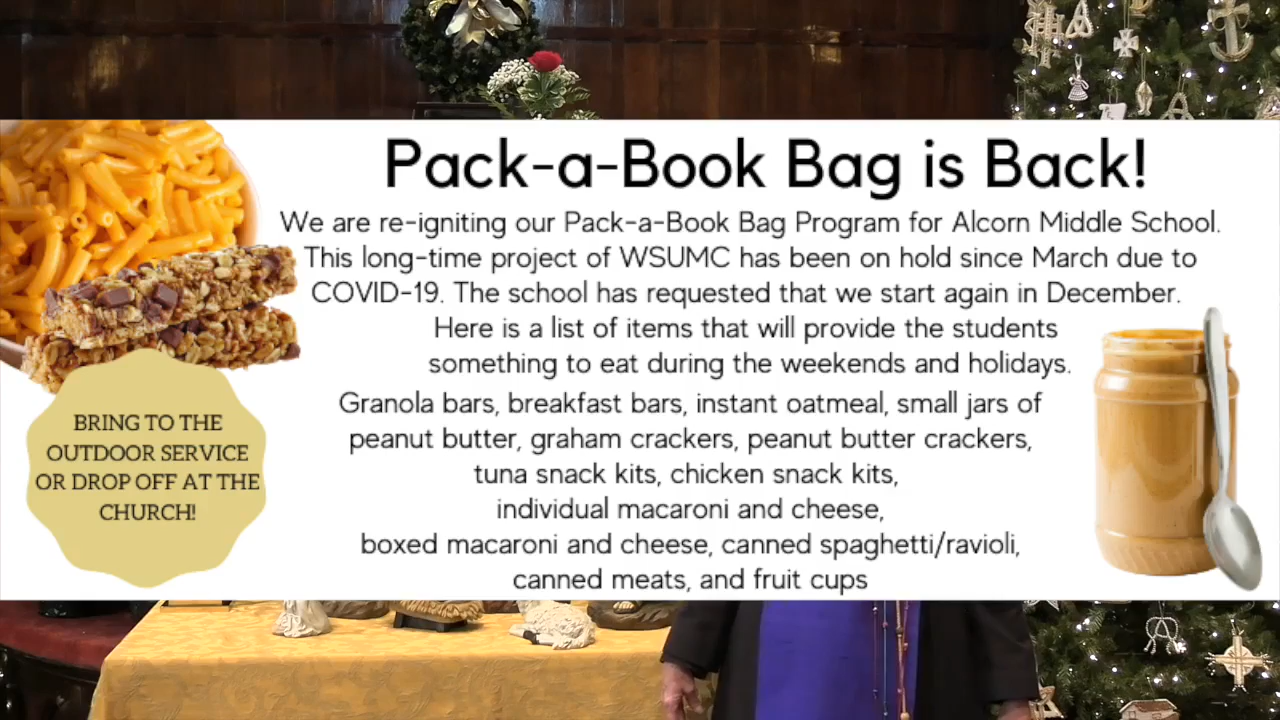 Pack-a-Book Bag is Back!
We are re-igniting our Pack-a-Book Bag Program for Alcorn Middle School.
This long-time project of WSUMC has been on hold since March due to
COVID-19. The school has requested that we start again in December.
Here is a list of items that will provide the students
something to eat during the weekends and holidays.
Granola bars, breakfast bars, instant oatmeal, small jars of
peanut butter, graham crackers, peanut butter crackers,
tuna snack kits, chicken snack kits,
individual macaroni and cheese,
boxed macaroni and cheese, canned spaghetti/ravioli,
canned meats, and fruit cups
BRING TO THE
OUTDOOR SERVICE
OR DROP OFF AT THE
CHURCH!